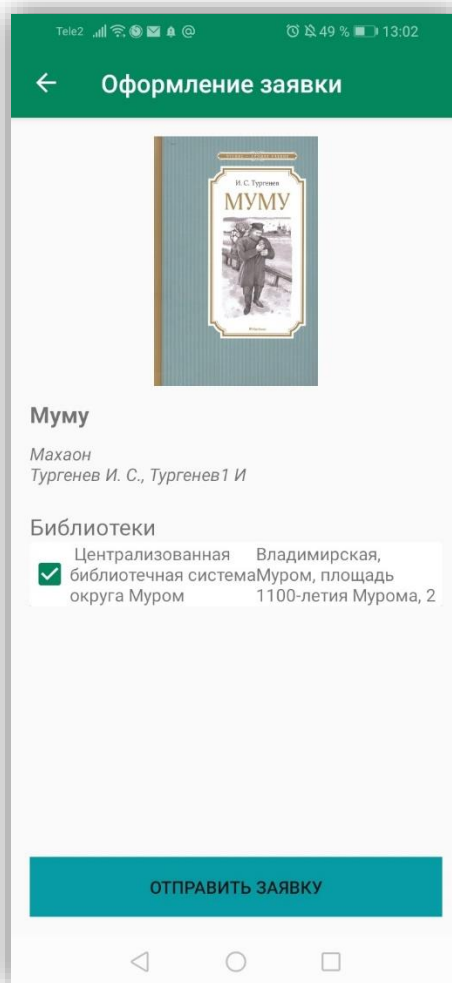 Tele2 @ 49 % 13:02
Оформление заявки
И. С. Тургенев
МУМУ
Муму
Махаон
Тургенев И. С., Тургенев1 И
Библиотеки
Централизованная
библиотечная система
округа Муром
Владимирская,
Муром, площадь
1100-летия Мурома, 2
ОТПРАВИТЬ ЗАЯВКУ